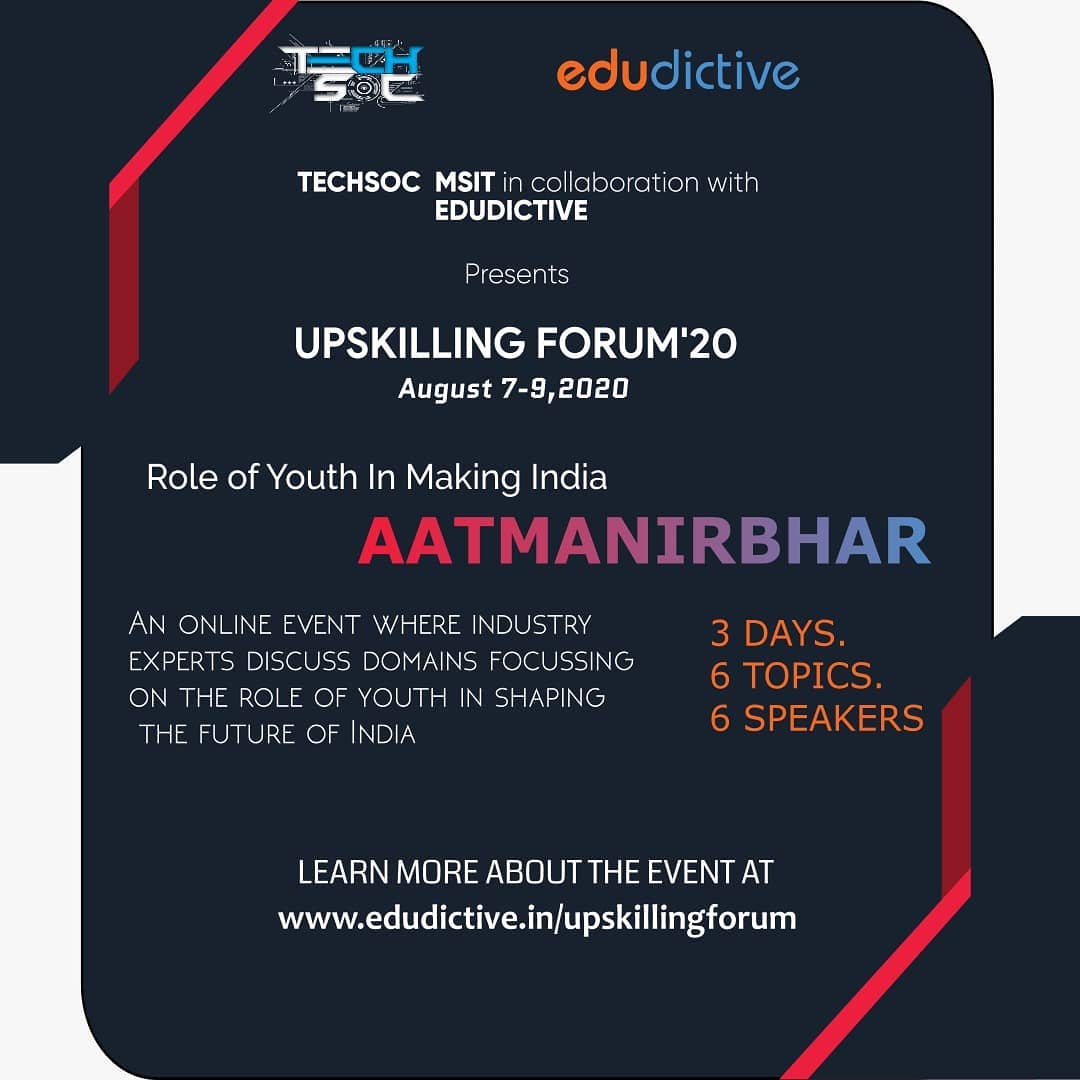 TECH
SOC
edudictive
TECHSOC MSIT in collaboration with
EDUDICTIVE
Presents
UPSKILLING FORUM'20
August 7-9,2020
Role of Youth In Making India
AATMANIRBHAR
An online event where industry
experts discuss domains focussing
on the role of youth in shaping
the future of India
3 DAYS.
6 TOPICS.
6 SPEAKERS
LEARN MORE ABOUT THE EVENT AT
www.edudictive.in/upskillingforum